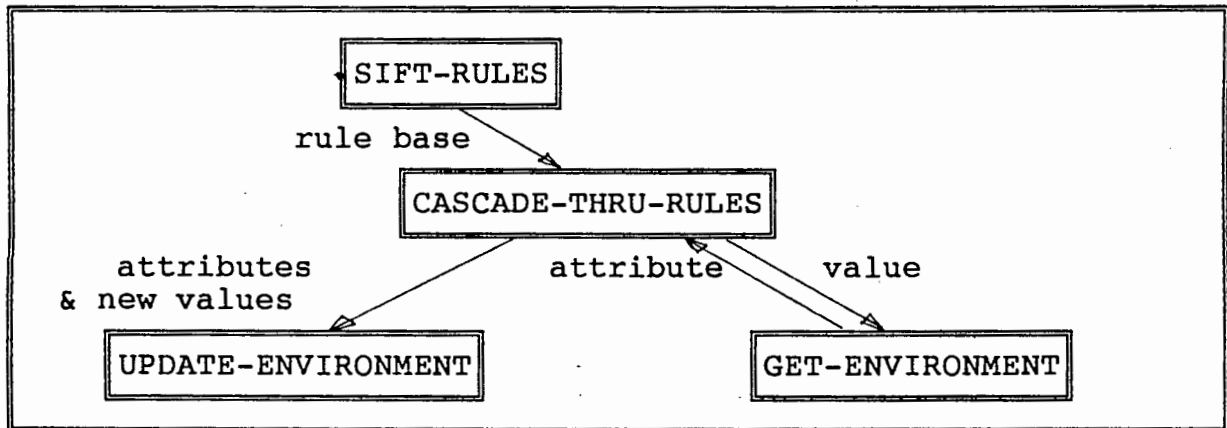 SIFT-RULES
rule base
CASCADE-THRU-RULES
attributes
& new values
attribute
value
UPDATE-ENVIRONMENT
GET-ENVIRONMENT